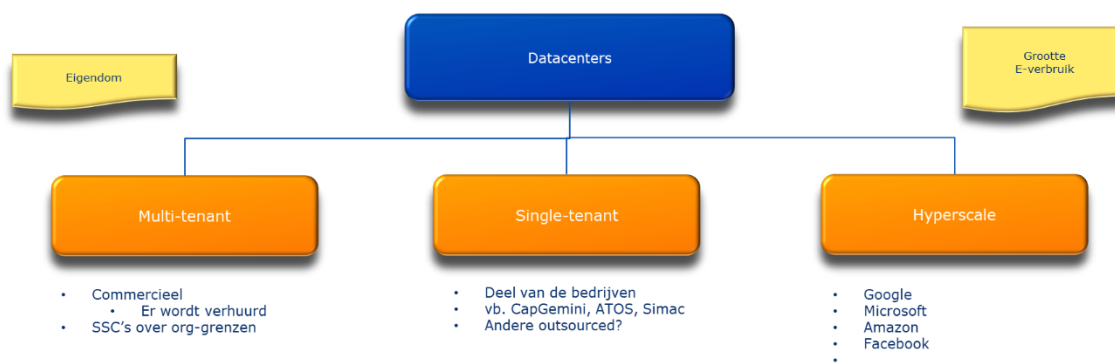 Datacenters
Eigendom
Grootte
E-verbruik
Multi-tenant
Single-tenant
Hyperscale
• Commercieel
• Er wordt verhuurd
• SSC's over org-grenzen
• Deel van de bedrijven
• vb. CapGemini, ATOS, Simac
• Andere outsourced?
• Google
• Microsoft
• Amazon
• Facebook
•